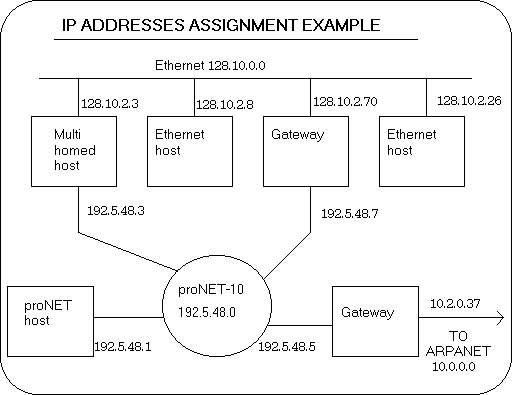 IP ADDRESSES ASSIGNMENT EXAMPLE
Ethernet 128.10.0.0
128.10.2.3
128.10.2.8
128.10.2.70
128.10.2.26
Multi
homed
host
Ethernet
host
Gateway
Ethernet
host
192.5.48.3
192.5.48.7
proNET-10
192.5.48.0
proNET
host
192.5.48.1
192.5.48.5
Gateway
10.2.0.37
TO
ARPANET
10.0.0.0